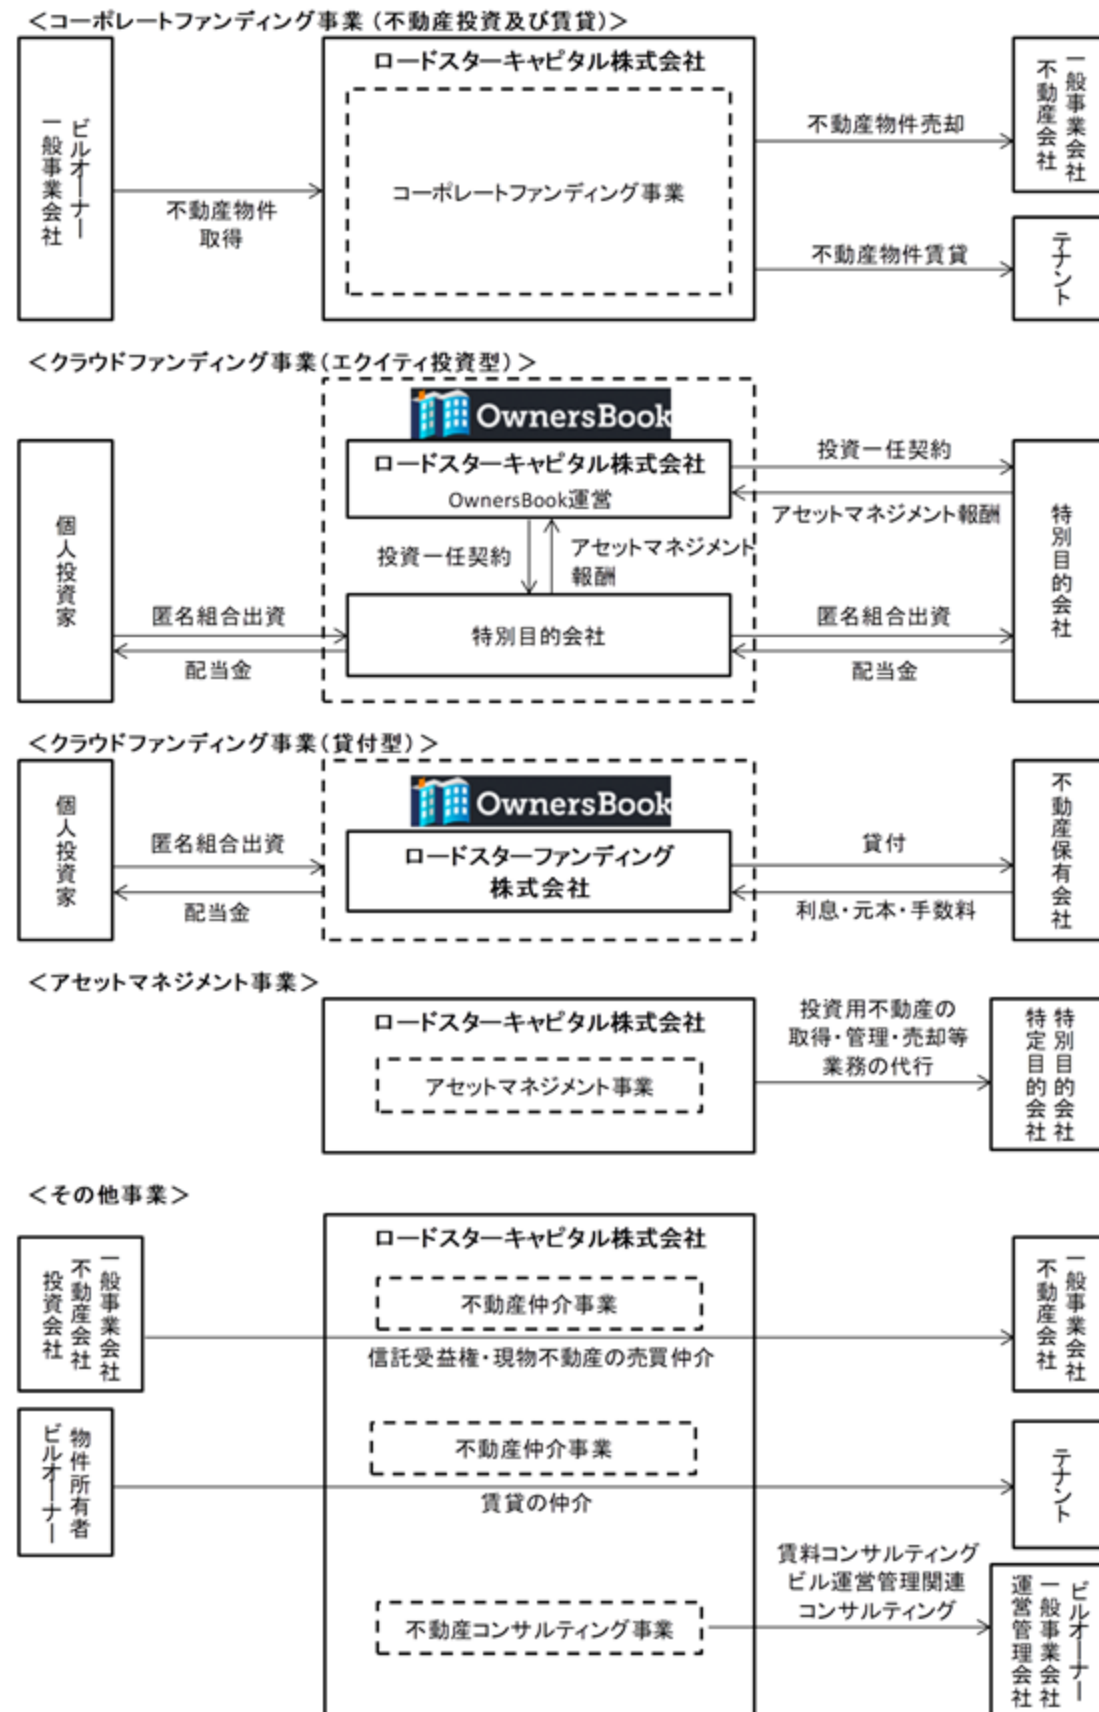 ＜コーポレートファンディング事業（不動産投資及び賃貸）＞
ビルオーナー
一般事業会社
不動産物件
取得
ロードスターキャピタル株式会社
コーポレートファンディング事業
不動産物件売却
一般事業会社
不動産会社
不動産物件賃貸
テナント
＜クラウドファンディング事業（エクイティ投資型）＞
個人投資家
匿名組合出資
配当金
OwnersBook
ロードスターキャピタル株式会社
OwnersBook運営
投資一任契約
アセットマネジメント
報酬
特別目的会社
投資一任契約
アセットマネジメント報酬
匿名組合出資
配当金
特別目的会社
＜クラウドファンディング事業（貸付型）＞
個人投資家
匿名組合出資
配当金
OwnersBook
ロードスターファンディング
株式会社
貸付
利息・元本・手数料
不動産保有会社
＜アセットマネジメント事業＞
ロードスターキャピタル株式会社
アセットマネジメント事業
投資用不動産の
取得・管理・売却等
業務の代行
特別目的会社
特定目的会社
＜その他事業＞
一般事業会社
不動産会社
投資会社
ロードスターキャピタル株式会社
不動産仲介事業
信託受益権・現物不動産の売買仲介
一般事業会社
不動産会社
物件所有者
ビルオーナー
不動産仲介事業
賃貸の仲介
テナント
不動産コンサルティング事業
賃料コンサルティング
ビル運営管理関連
コンサルティング
ビルオーナー
一般事業会社
運営管理会社